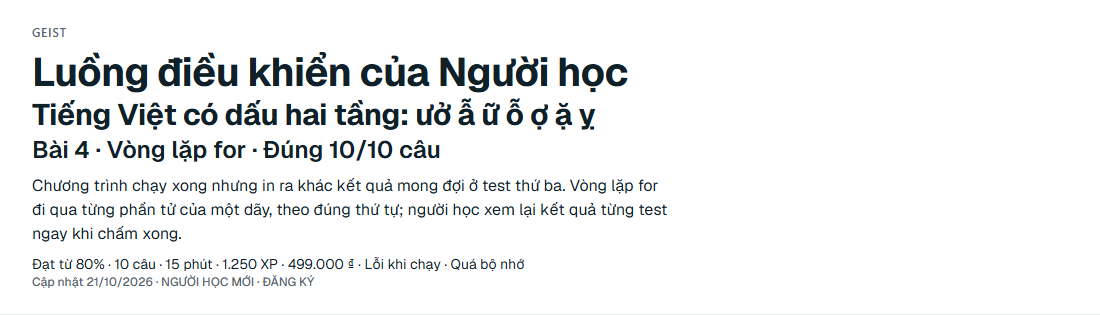 GEIST
Luồng điều khiển của Người học
Tiếng Việt có dấu hai tầng: ưở ẫ ữ ỗ ợ ặ ỵ
Bài 4 · Vòng lặp for · Đúng 10/10 câu
Chương trình chạy xong nhưng in ra khác kết quả mong đợi ở test thứ ba. Vòng lặp for
đi qua từng phần tử của một dãy, theo đúng thứ tự; người học xem lại kết quả từng test
ngay khi chấm xong.
Đạt từ 80% · 10 câu · 15 phút · 1.250 XP · 499.000 ₫ · Lỗi khi chạy · Quá bộ nhớ
Cập nhật 21/10/2026 · NGƯỜI HỌC MỚI · ĐĂNG KÝ